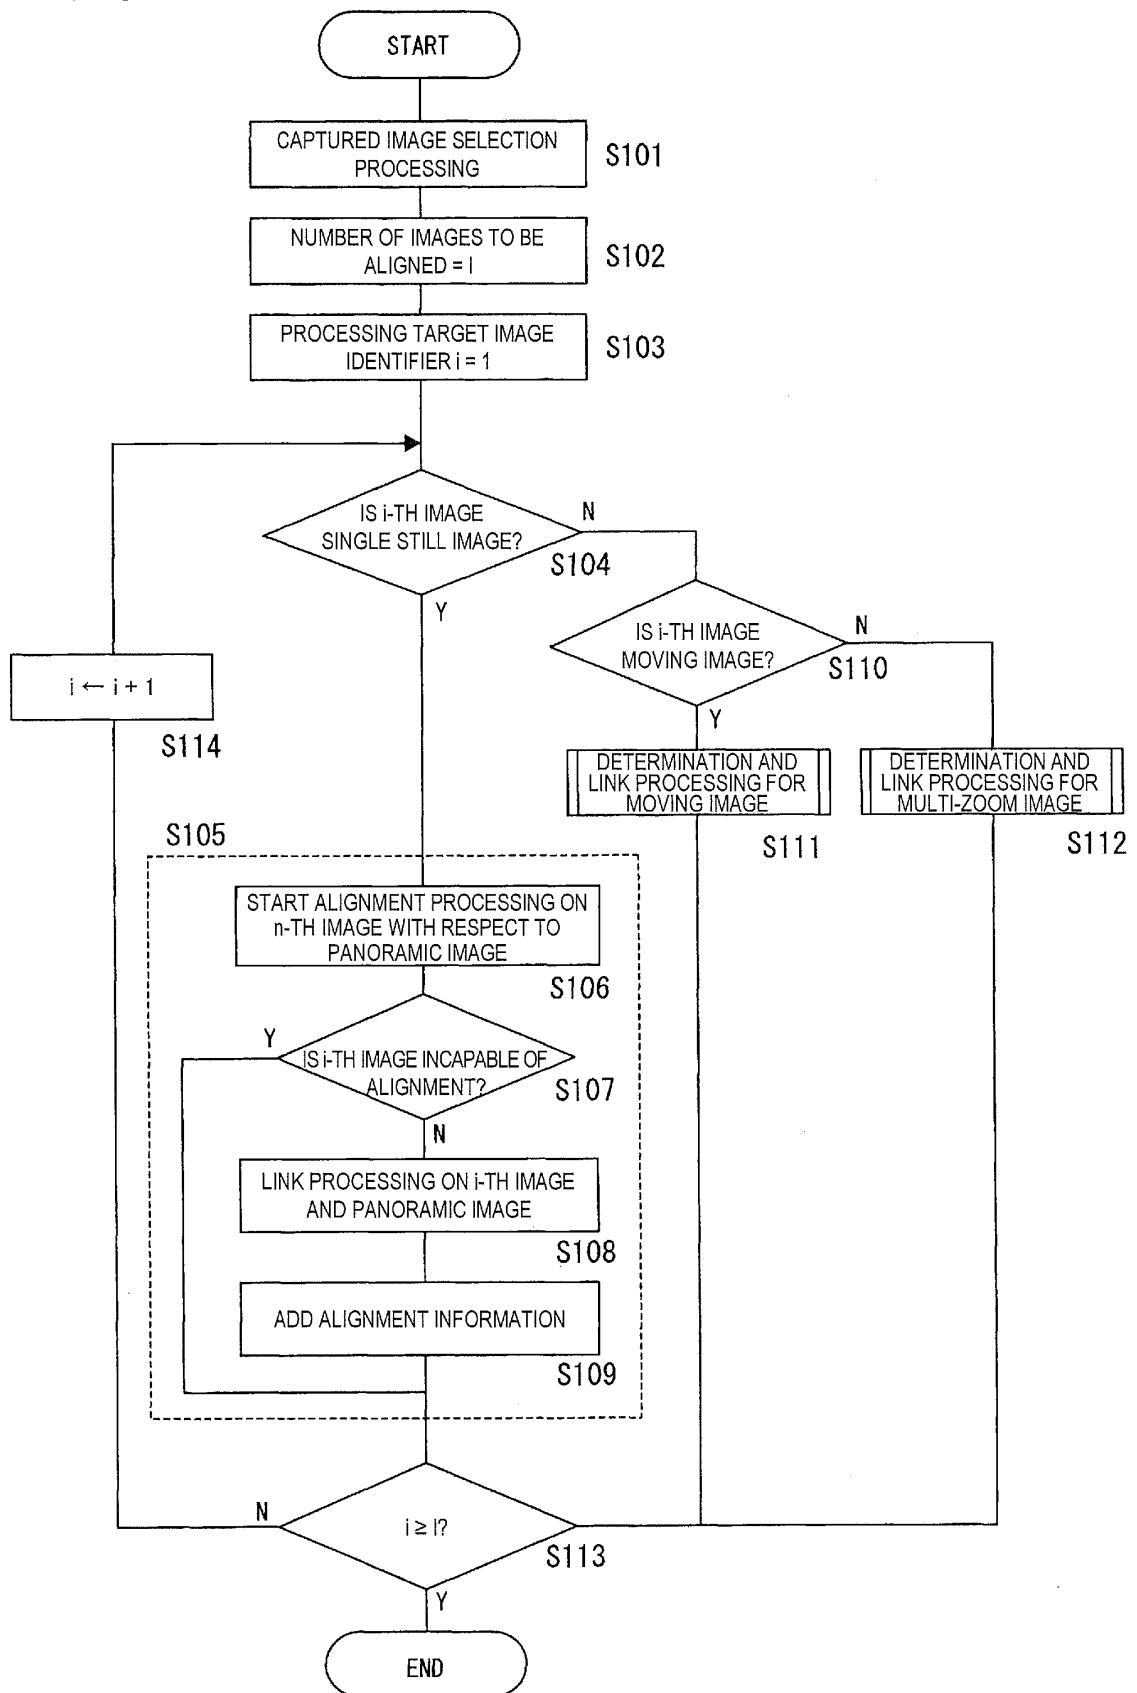 START
CAPTURED IMAGE SELECTION
PROCESSING
S101
NUMBER OF IMAGES TO BE
ALIGNED = I
S102
PROCESSING TARGET IMAGE
IDENTIFIER i = 1
S103
IS i-TH IMAGE
SINGLE STILL IMAGE?
N
S104
Y
IS i-TH IMAGE
MOVING IMAGE?
N
S110
Y
i ← i + 1
S114
DETERMINATION AND
LINK PROCESSING FOR
MOVING IMAGE
S111
DETERMINATION AND
LINK PROCESSING FOR
MULTI-ZOOM IMAGE
S112
S105
START ALIGNMENT PROCESSING ON
n-TH IMAGE WITH RESPECT TO
PANORAMIC IMAGE
S106
Y
IS i-TH IMAGE INCAPABLE OF
ALIGNMENT?
S107
N
LINK PROCESSING ON i-TH IMAGE
AND PANORAMIC IMAGE
S108
ADD ALIGNMENT INFORMATION
S109
N
i ≥ I?
S113
Y
END